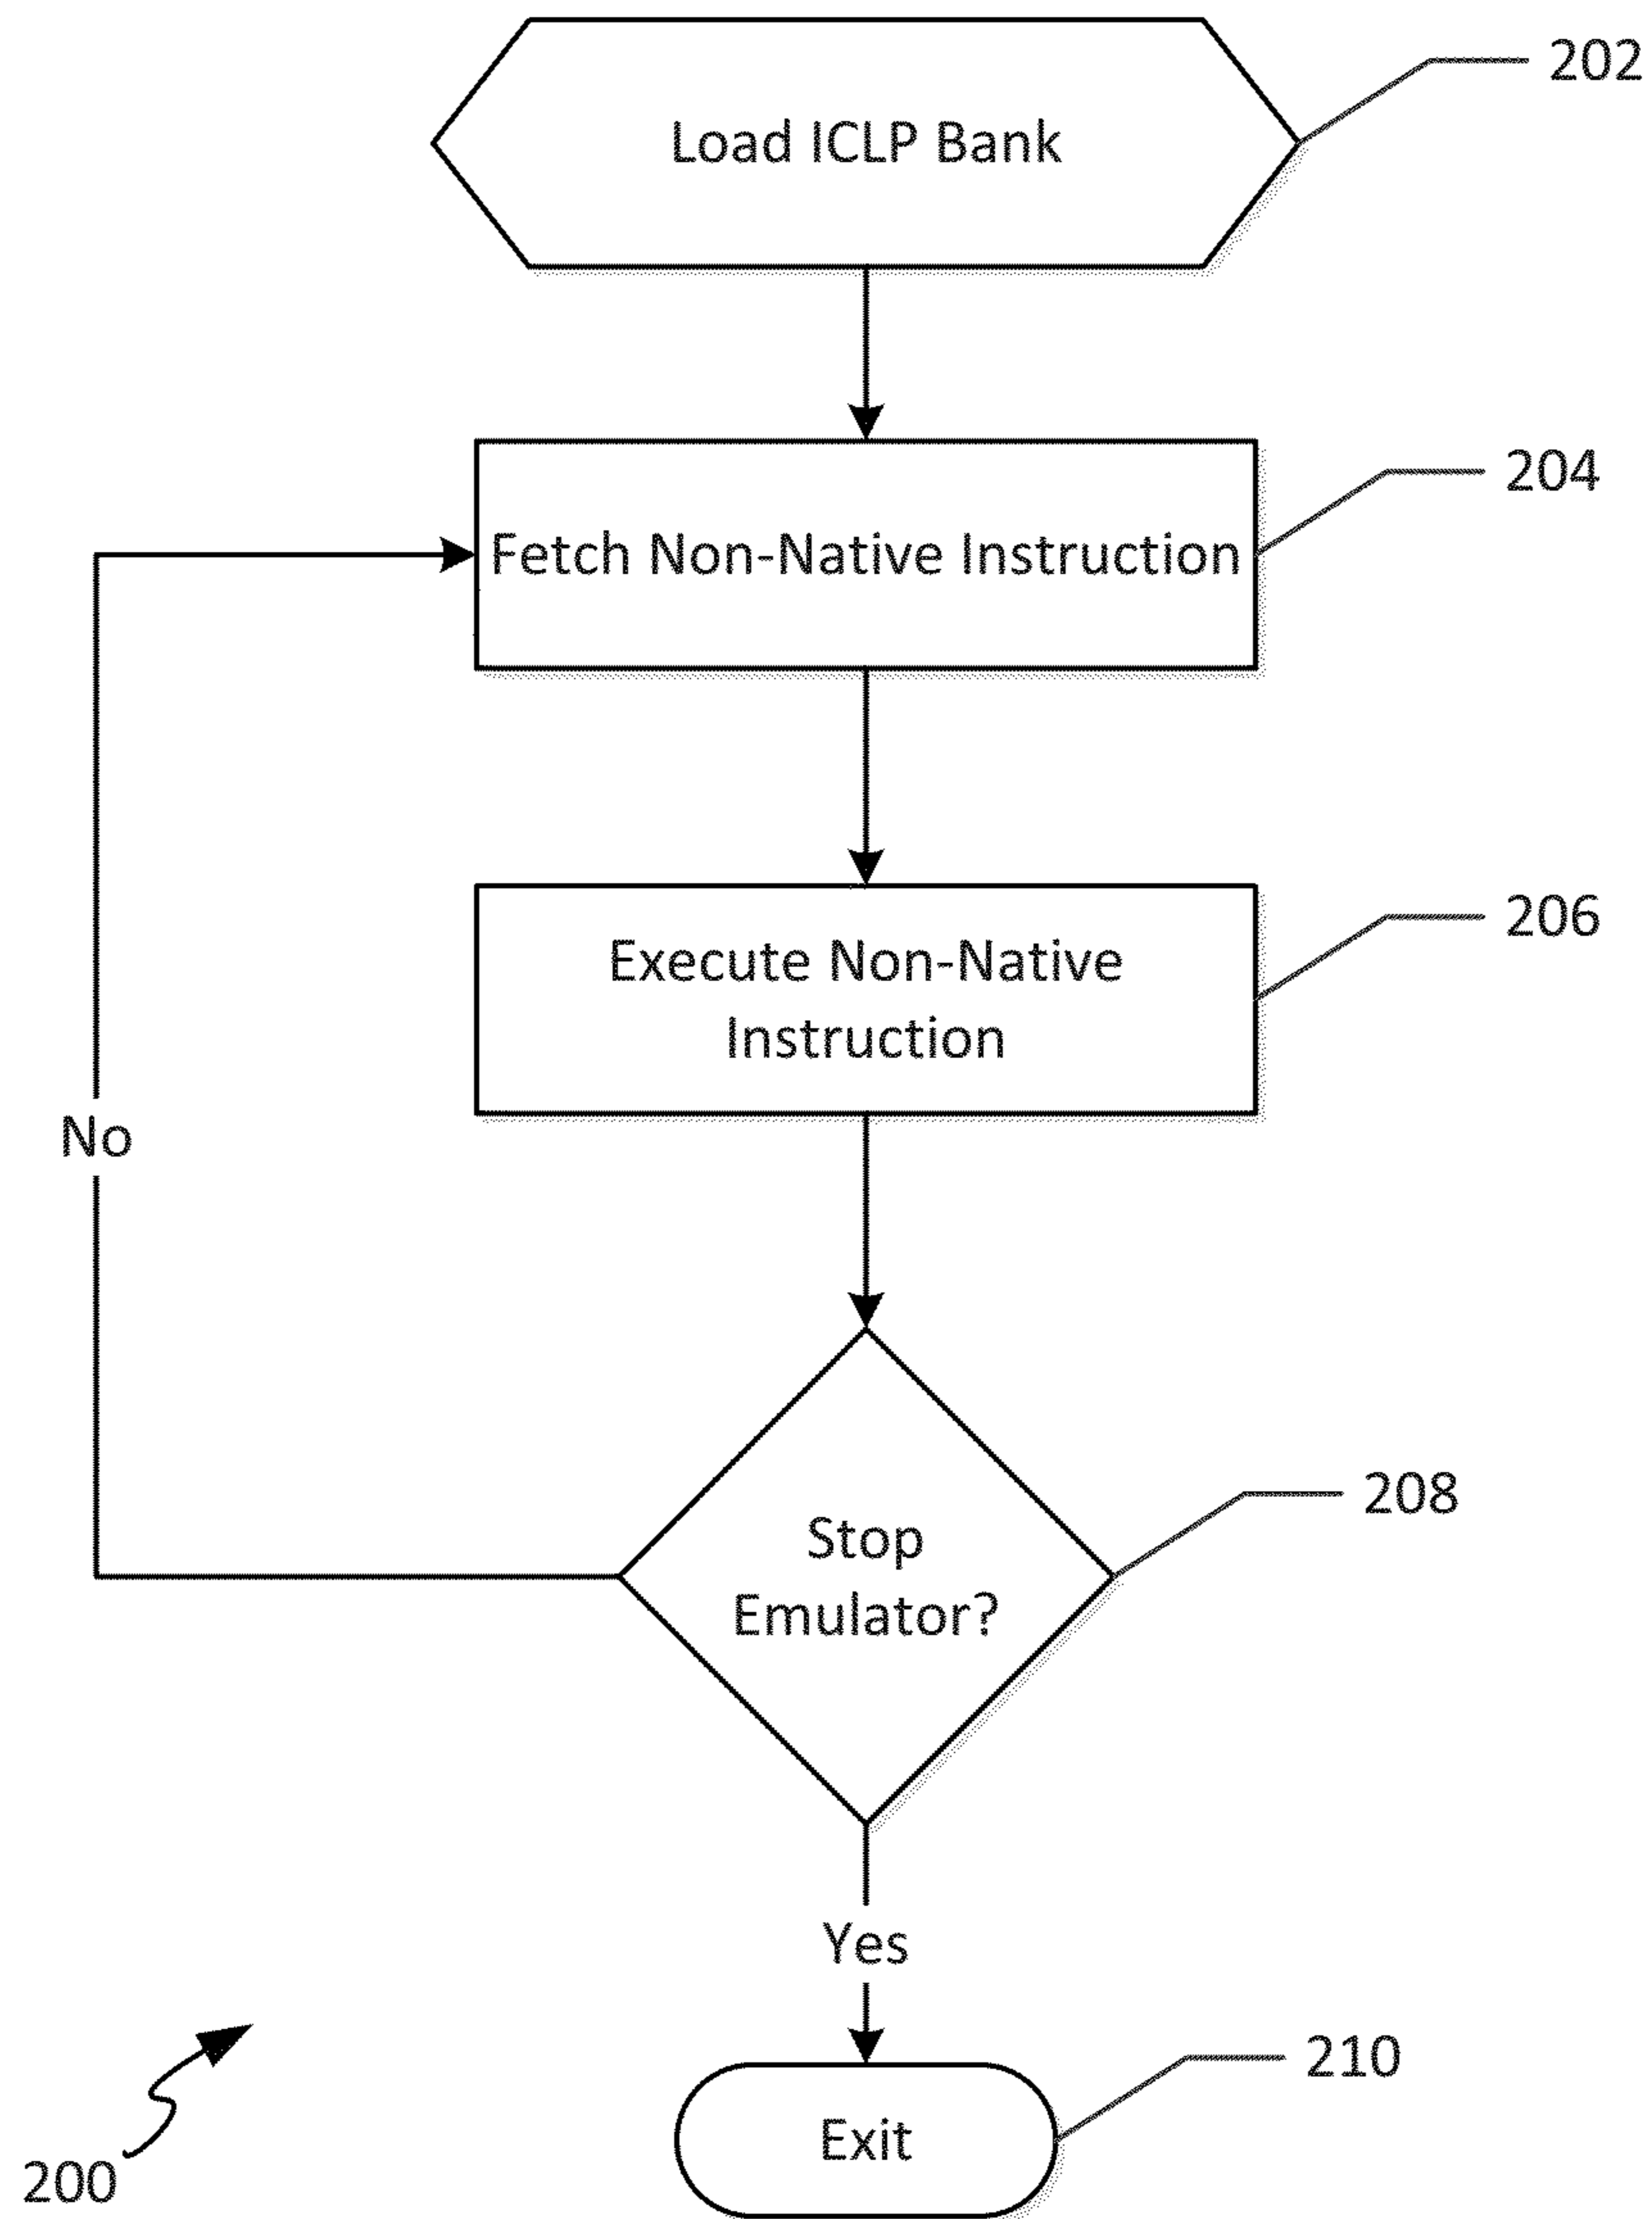 202
Load ICLP Bank
204
Fetch Non-Native Instruction
206
Execute Non-Native
Instruction
No
208
Stop
Emulator?
Yes
210
Exit
200